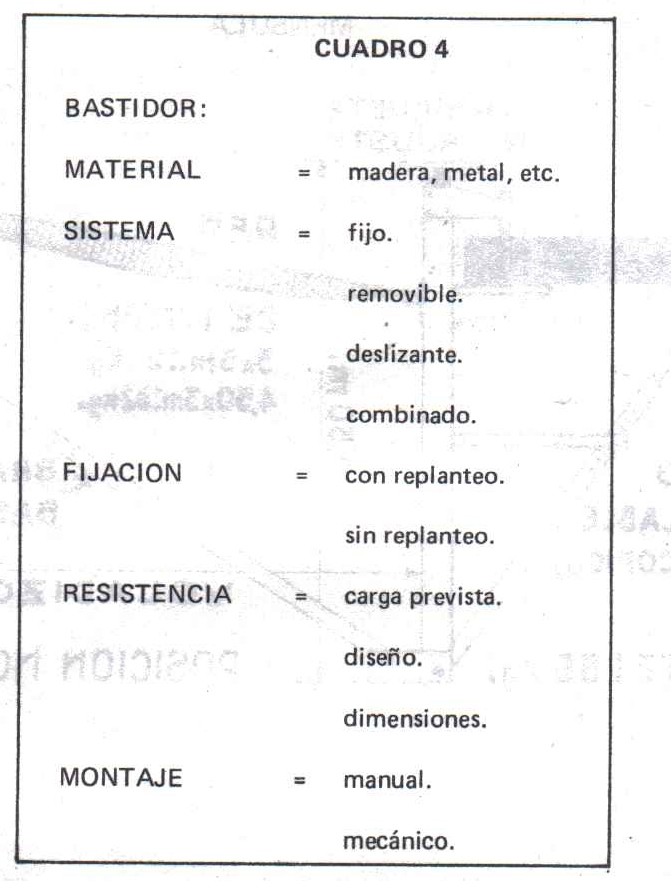 CUADRO 4
BASTIDOR:
MATERIAL = madera, metal, etc.
SISTEMA = fijo.
removible.
deslizante.
combinado.
FIJACION = con replanteo.
sin replanteo.
RESISTENCIA = carga prevista.
diseño.
dimensiones.
MONTAJE = manual.
mecánico.